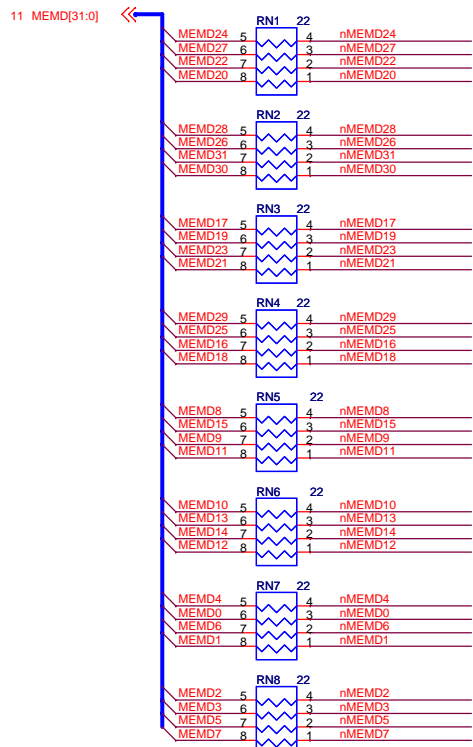 11 MEMD[31:0]
RN1 22
MEMD24 5 4 nMEMD24
MEMD27 6 3 nMEMD27
MEMD22 7 2 nMEMD22
MEMD20 8 1 nMEMD20
RN2 22
MEMD28 5 4 nMEMD28
MEMD26 6 3 nMEMD26
MEMD31 7 2 nMEMD31
MEMD30 8 1 nMEMD30
RN3 22
MEMD17 5 4 nMEMD17
MEMD19 6 3 nMEMD19
MEMD23 7 2 nMEMD23
MEMD21 8 1 nMEMD21
RN4 22
MEMD29 5 4 nMEMD29
MEMD25 6 3 nMEMD25
MEMD16 7 2 nMEMD16
MEMD18 8 1 nMEMD18
RN5 22
MEMD8 5 4 nMEMD8
MEMD15 6 3 nMEMD15
MEMD9 7 2 nMEMD9
MEMD11 8 1 nMEMD11
RN6 22
MEMD10 5 4 nMEMD10
MEMD13 6 3 nMEMD13
MEMD14 7 2 nMEMD14
MEMD12 8 1 nMEMD12
RN7 22
MEMD4 5 4 nMEMD4
MEMD0 6 3 nMEMD0
MEMD6 7 2 nMEMD6
MEMD1 8 1 nMEMD1
RN8 22
MEMD2 5 4 nMEMD2
MEMD3 6 3 nMEMD3
MEMD5 7 2 nMEMD5
MEMD7 8 1 nMEMD7